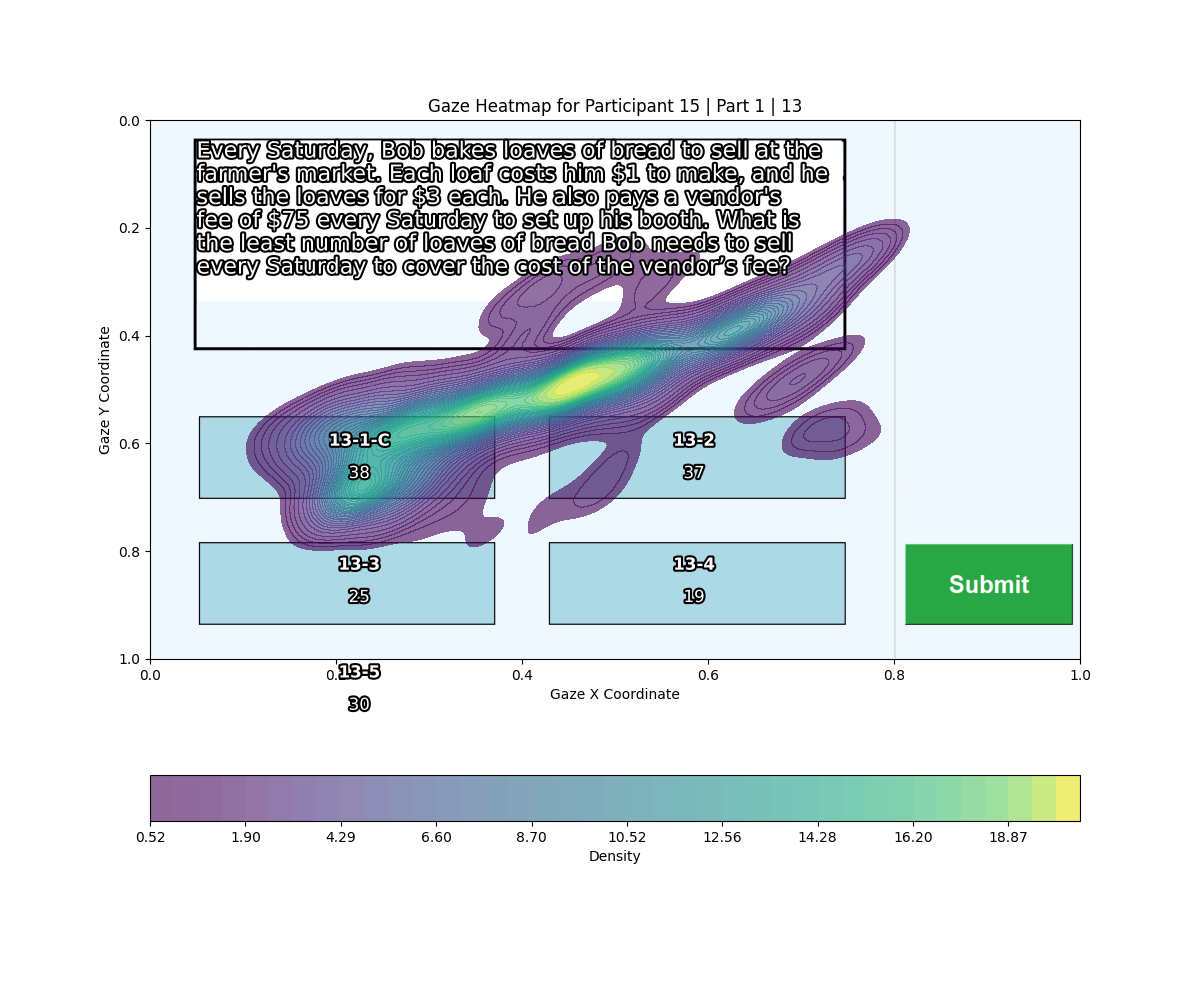 Gaze Heatmap for Participant 15 | Part 1 | 13
Every Saturday, Bob bakes loaves of bread to sell at the
farmer's market. Each loaf costs him $1 to make, and he
sells the loaves for $3 each. He also pays a vendor's
fee of $75 every Saturday to set up his booth. What is
the least number of loaves of bread Bob needs to sell
every Saturday to cover the cost of the vendor’s fee?
13-1-C
38
13-2
37
13-3
25
13-4
19
Submit
13-5
30
Gaze Y Coordinate
0.0
0.2
0.4
0.6
0.8
1.0
0.0 0.4 0.6 0.8 1.0
Gaze X Coordinate
0.52 1.90 4.29 6.60 8.70 10.52 12.56 14.28 16.20 18.87
Density